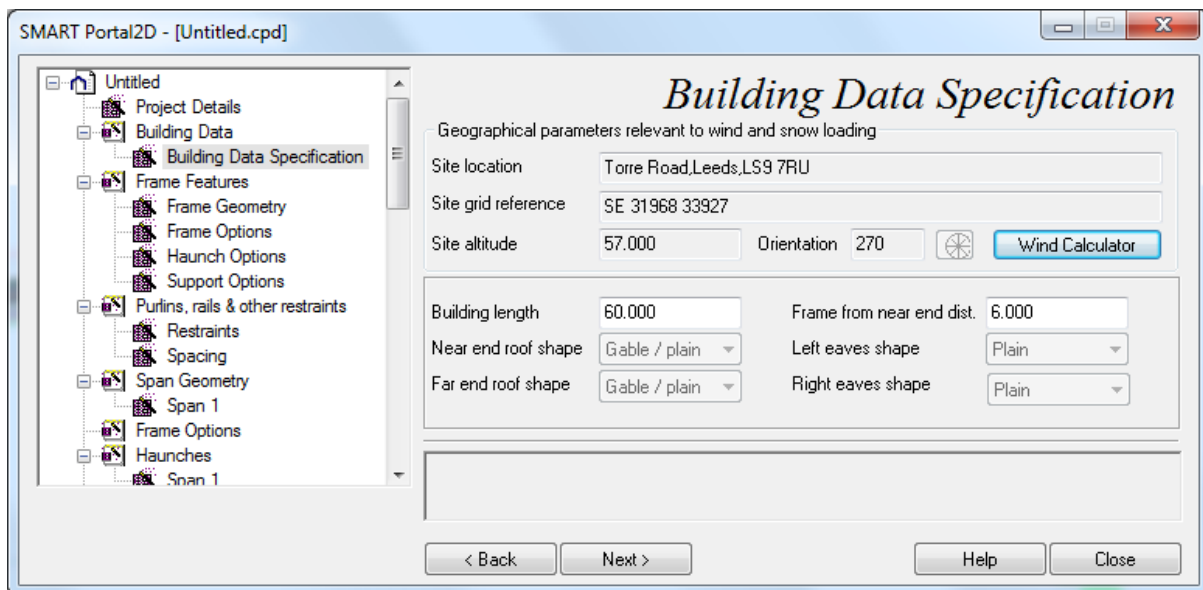 SMART Portal2D - [Untitled.cpd]
Untitled
Project Details
Building Data
Building Data Specification
Frame Features
Frame Geometry
Frame Options
Haunch Options
Support Options
Purlins, rails & other restraints
Restraints
Spacing
Span Geometry
Span 1
Frame Options
Haunches
Span 1
Building Data Specification
Geographical parameters relevant to wind and snow loading
Site location Torre Road,Leeds,LS9 7RU
Site grid reference SE 31968 33927
Site altitude 57.000 Orientation 270 Wind Calculator
Building length 60.000 Frame from near end dist. 6.000
Near end roof shape Gable / plain Left eaves shape Plain
Far end roof shape Gable / plain Right eaves shape Plain
< Back Next > Help Close